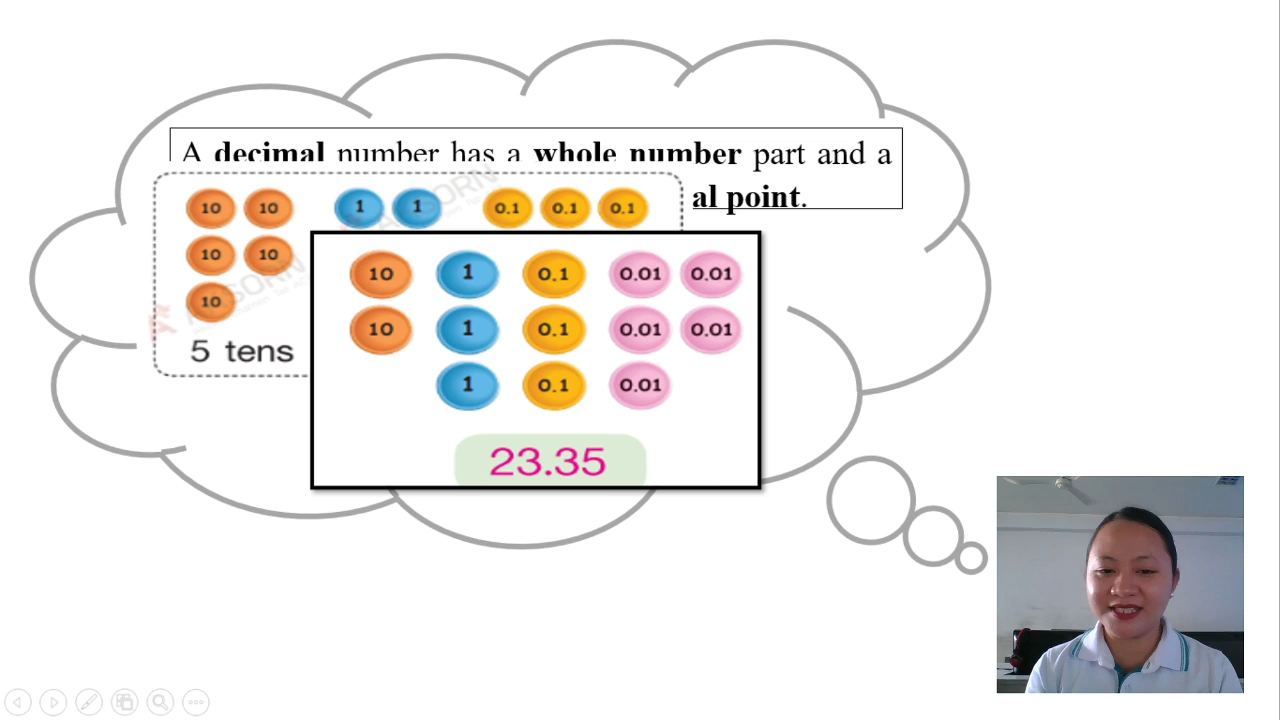 A decimal number has a whole number part and a
al point.
10 10 1 1 0.1 0.1 0.1
10 10
10
5 tens
10 1 0.1 0.01 0.01
10 1 0.1 0.01 0.01
1 0.1 0.01
23.35